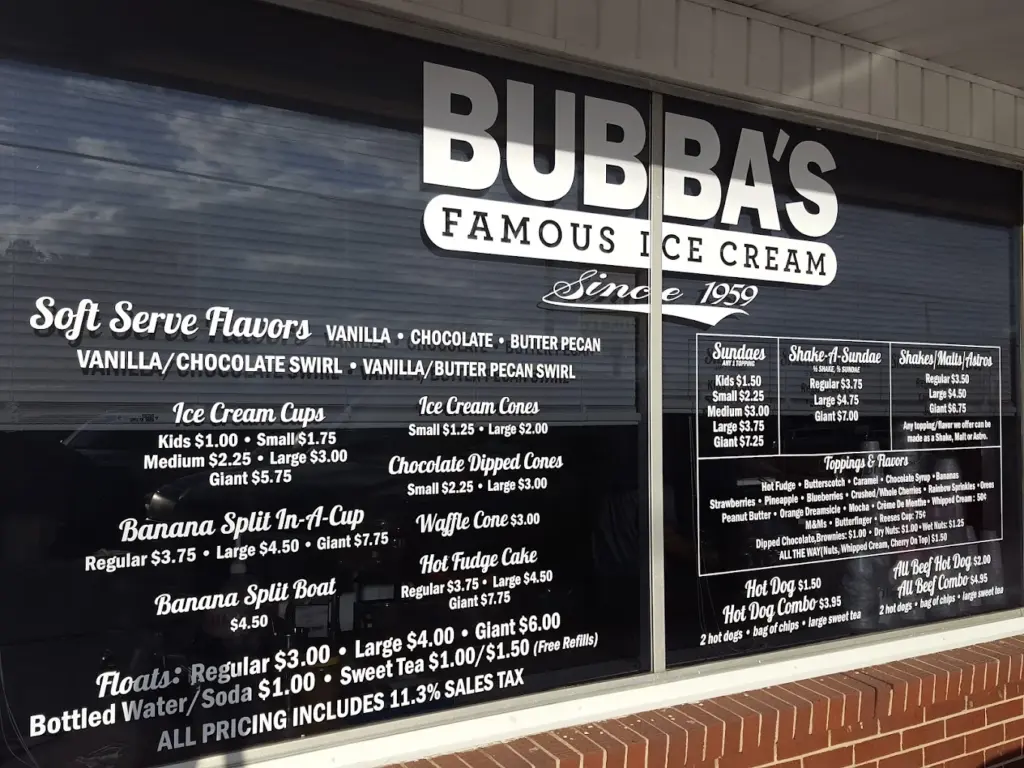 BUBBA'S
FAMOUS ICE CREAM
Since 1959
Soft Serve Flavors VANILLA • CHOCOLATE • BUTTER PECAN
VANILLA/CHOCOLATE SWIRL • VANILLA/BUTTER PECAN SWIRL
Ice Cream Cups
Kids $1.00 • Small $1.75
Medium $2.25 • Large $3.00
Giant $5.75
Banana Split In-A-Cup
Regular $3.75 • Large $4.50 • Giant $7.75
Banana Split Boat
$4.50
Ice Cream Cones
Small $1.25 • Large $2.00
Chocolate Dipped Cones
Small $2.25 • Large $3.00
Waffle Cone $3.00
Hot Fudge Cake
Regular $3.75 • Large $4.50
Giant $7.75
Floats: Regular $3.00 • Large $4.00 • Giant $6.00
Bottled Water/Soda $1.00 • Sweet Tea $1.00/$1.50 (Free Refills)
ALL PRICING INCLUDES 11.3% SALES TAX
Sundaes
ANY 1 TOPPING
Kids $1.50
Small $2.25
Medium $3.00
Large $3.75
Giant $7.25
Shake-A-Sundae
½ SHAKE, ½ SUNDAE
Regular $3.75
Large $4.75
Giant $7.00
Shakes/Malts/Astros
Regular $3.50
Large $4.50
Giant $6.75
Any topping/flavor we offer can be
made as a Shake, Malt or Astro.
Toppings & Flavors
Hot Fudge • Butterscotch • Caramel • Chocolate Syrup • Bananas
Strawberries • Pineapple • Blueberries • Crushed/Whole Cherries • Rainbow Sprinkles • Oreos
Peanut Butter • Orange Dreamsicle • Mocha • Crème De Menthe • Whipped Cream : 50¢
M&Ms • Butterfinger • Reeses Cup: 75¢
Dipped Chocolate,Brownies: $1.00 • Dry Nuts: $1.00 • Wet Nuts: $1.25
ALL THE WAY(Nuts, Whipped Cream, Cherry On Top) $1.50
Hot Dog $1.50
Hot Dog Combo $3.95
2 hot dogs • bag of chips • large sweet tea
All Beef Hot Dog $2.00
All Beef Combo $4.95
2 hot dogs • bag of chips • large sweet tea